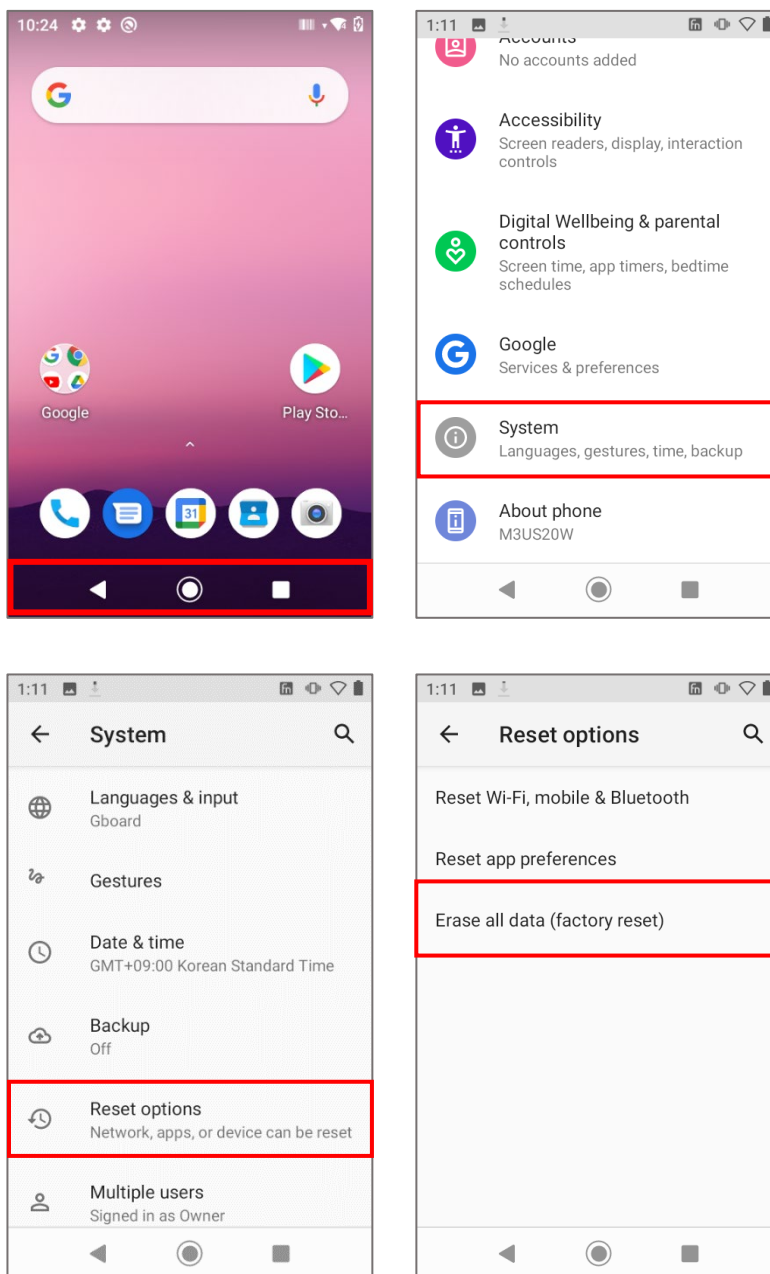 10:24
Google
Play Sto...
31
1:11
Accounts
No accounts added
Accessibility
Screen readers, display, interaction
controls
Digital Wellbeing & parental
controls
Screen time, app timers, bedtime
schedules
Google
Services & preferences
System
Languages, gestures, time, backup
About phone
M3US20W
1:11
System
Languages & input
Gboard
Gestures
Date & time
GMT+09:00 Korean Standard Time
Backup
Off
Reset options
Network, apps, or device can be reset
Multiple users
Signed in as Owner
1:11
Reset options
Reset Wi-Fi, mobile & Bluetooth
Reset app preferences
Erase all data (factory reset)